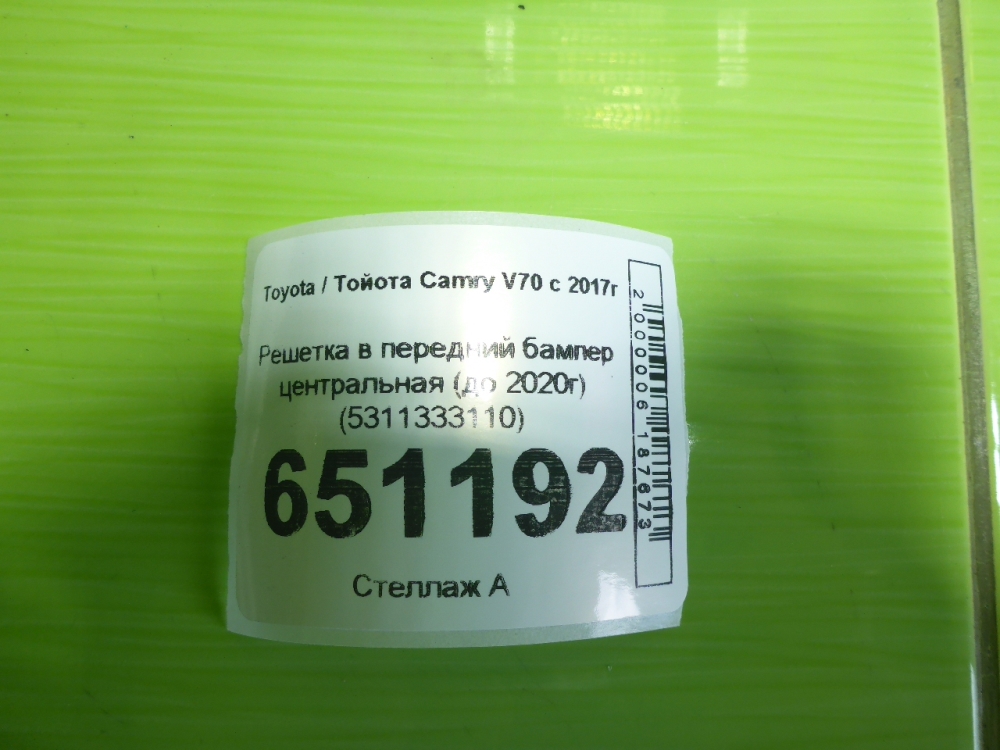 Toyota / Тойота Camry V70 с 2017г
Решетка в передний бампер
центральная (до 2020г)
(5311333110)
651192
Стеллаж А
2000006187673